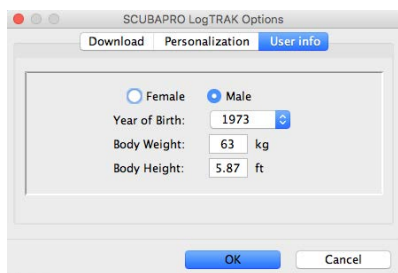 SCUBAPRO LogTRAK Options
Download Personalization User info
Female Male
Year of Birth: 1973
Body Weight: 63 kg
Body Height: 5.87 ft
OK Cancel